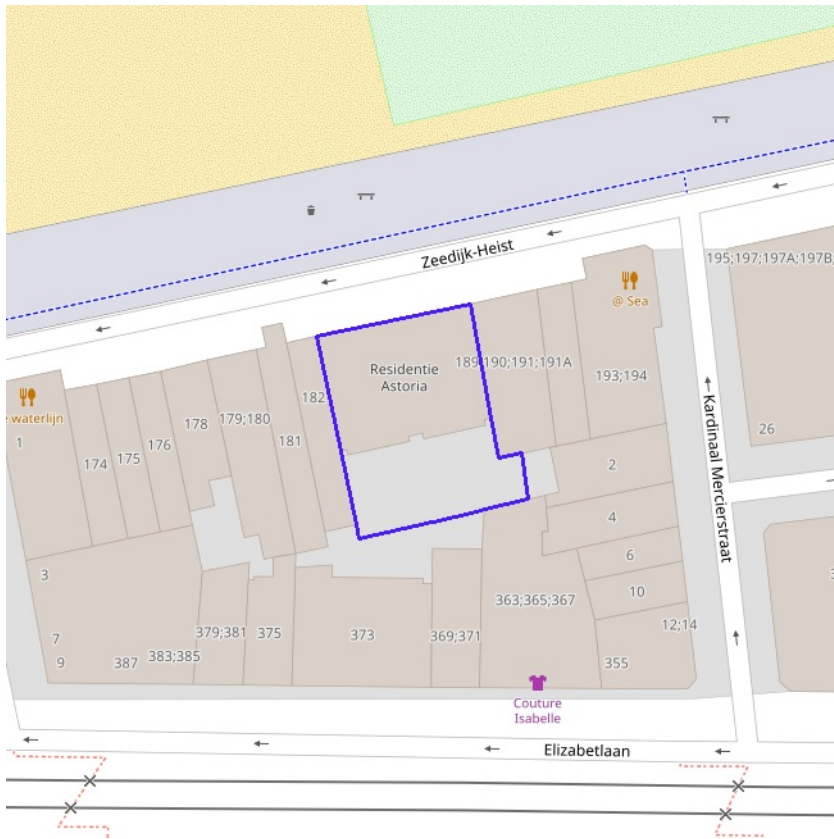 Zeedijk-Heist
195;197;197A;197B
@ Sea
Residentie
Astoria
189;190;191;191A
193;194
182
waterlijn
1
174
175
176
178
179;180
181
26
2
4
6
10
12;14
Kardinaal Mercierstraat
3
7
9
387
383;385
379;381
375
373
369;371
363;365;367
355
Couture
Isabelle
Elizabetlaan